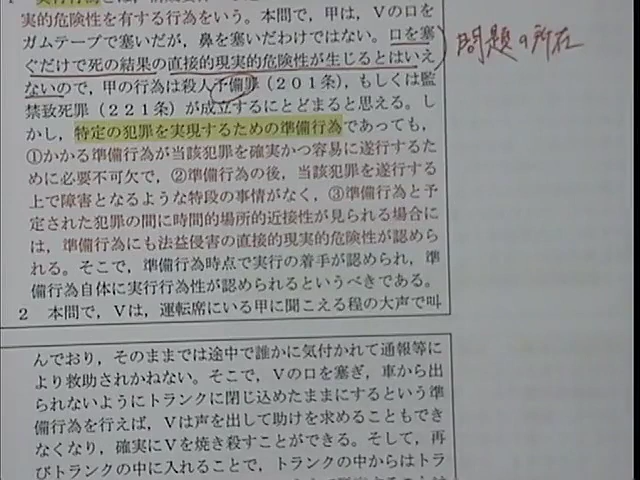 実的危険性を有する行為をいう。本問で，甲は，Ｖの口を
ガムテープで塞いだが，鼻を塞いだわけではない。口を塞
ぐだけで死の結果の直接的現実的危険性が生じるとはいえ
ないので，甲の行為は殺人予備罪（２０１条），もしくは監
禁致死罪（２２１条）が成立するにとどまると思える。し
かし，特定の犯罪を実現するための準備行為であっても，
①かかる準備行為が当該犯罪を確実かつ容易に遂行するた
めに必要不可欠で，②準備行為の後，当該犯罪を遂行する
上で障害となるような特段の事情がなく，③準備行為と予
定された犯罪の間に時間的場所的近接性が見られる場合に
は，準備行為にも法益侵害の直接的現実的危険性が認めら
れる。そこで，準備行為時点で実行の着手が認められ，準
備行為自体に実行行為性が認められるというべきである。
２　本問で，Ｖは，運転席にいる甲に聞こえる程の大声で叫
んでおり，そのままでは途中で誰かに気付かれて通報等に
より救助されかねない。そこで，Ｖの口を塞ぎ，車から出
られないようにトランクに閉じ込めたままにするという準
備行為を行えば，Ｖは声を出して助けを求めることもでき
なくなり，確実にＶを焼き殺すことができる。そして，再
びトランクの中に入れることで，トランクの中からはトラ
問題の所在